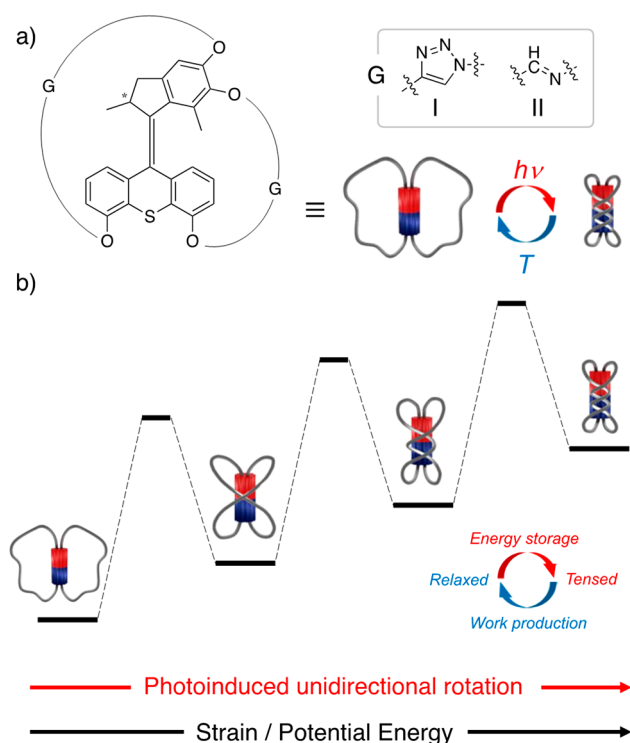 a)
O
G
O
*
G
S
O
O
G
N
N
N
I
H
C
N
II
≡
hν
T
b)
Energy storage
Relaxed
Tensed
Work production
Photoinduced unidirectional rotation
Strain / Potential Energy